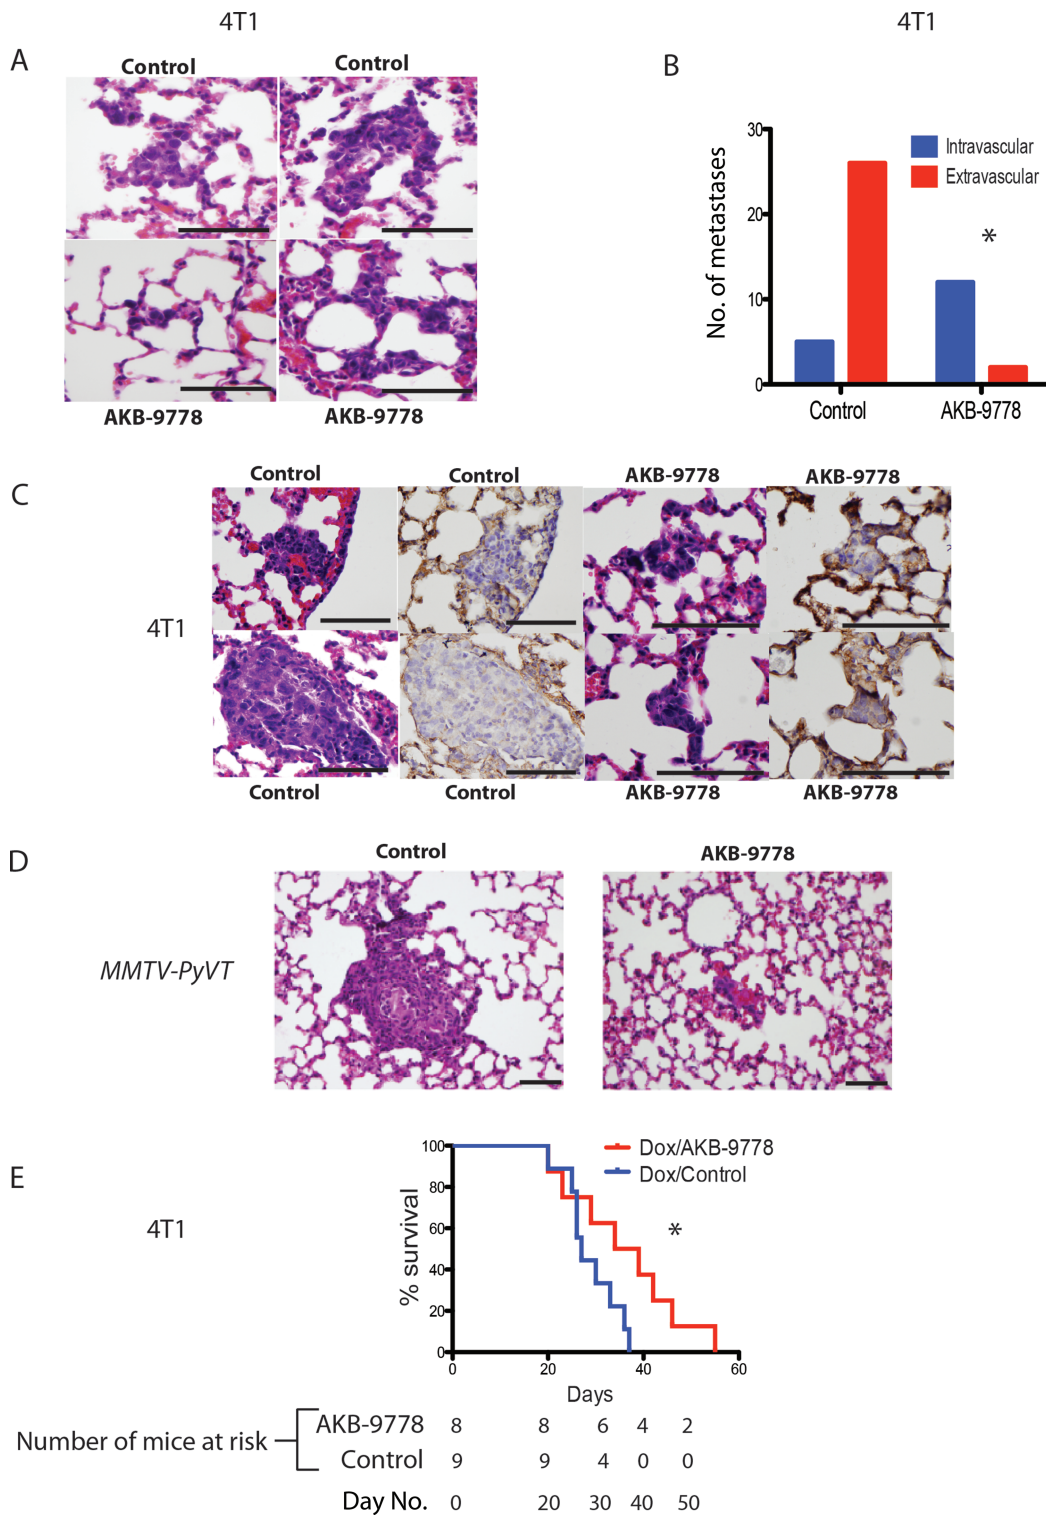 4T1
4T1
A
B
Control
Control
AKB-9778
AKB-9778
No. of metastases
30
20
10
0
Intravascular
Extravascular
*
Control
AKB-9778
C
Control
Control
AKB-9778
AKB-9778
4T1
Control
Control
AKB-9778
AKB-9778
D
Control
AKB-9778
MMTV-PyVT
E
4T1
% survival
100
80
60
40
20
0
Dox/AKB-9778
Dox/Control
*
0 20 40 60
Days
Number of mice at risk
AKB-9778 8 8 6 4 2
Control 9 9 4 0 0
Day No. 0 20 30 40 50